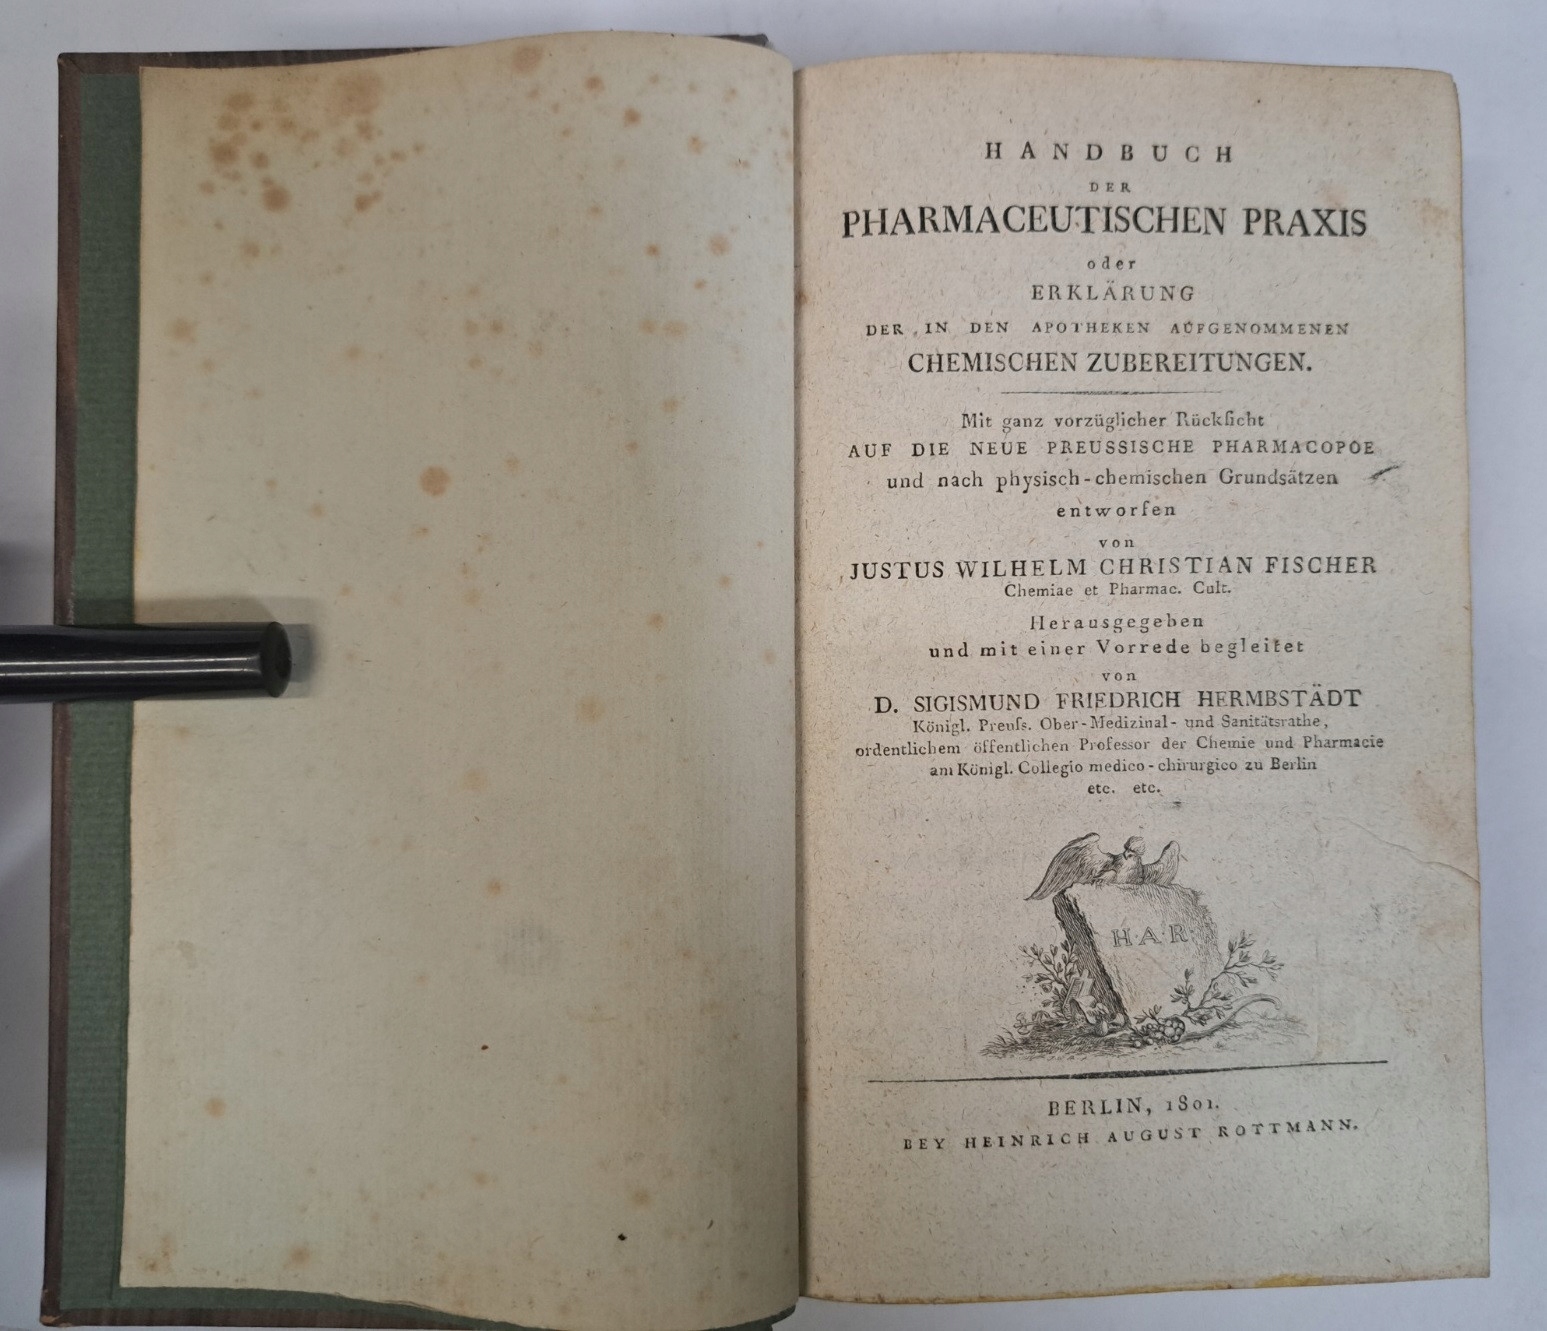 HANDBUCH
DER
PHARMACEUTISCHEN PRAXIS
oder
ERKLÄRUNG
DER IN DEN APOTHEKEN AUFGENOMMENEN
CHEMISCHEN ZUBEREITUNGEN.
Mit ganz vorzüglicher Rückſicht
AUF DIE NEUE PREUSSISCHE PHARMACOPÖE
und nach physisch-chemischen Grundsätzen
entworfen
von
JUSTUS WILHELM CHRISTIAN FISCHER
Chemiae et Pharmac. Cult.
Herausgegeben
und mit einer Vorrede begleitet
von
D. SIGISMUND FRIEDRICH HERMBSTÄDT
Königl. Preuſs. Ober-Medizinal- und Sanitätsrathe,
ordentlichem öffentlichen Professor der Chemie und Pharmacie
am Königl. Collegio medico-chirurgico zu Berlin
etc. etc.
H·A·R
BERLIN, 1801.
BEY HEINRICH AUGUST ROTTMANN.